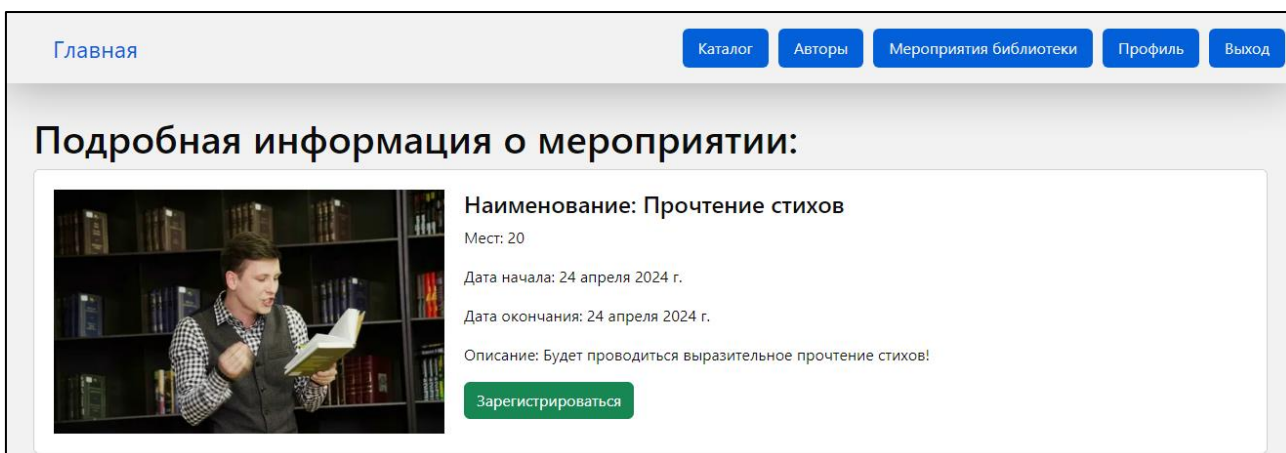 Главная
Каталог
Авторы
Мероприятия библиотеки
Профиль
Выход
Подробная информация о мероприятии:
Наименование: Прочтение стихов
Мест: 20
Дата начала: 24 апреля 2024 г.
Дата окончания: 24 апреля 2024 г.
Описание: Будет проводиться выразительное прочтение стихов!
Зарегистрироваться